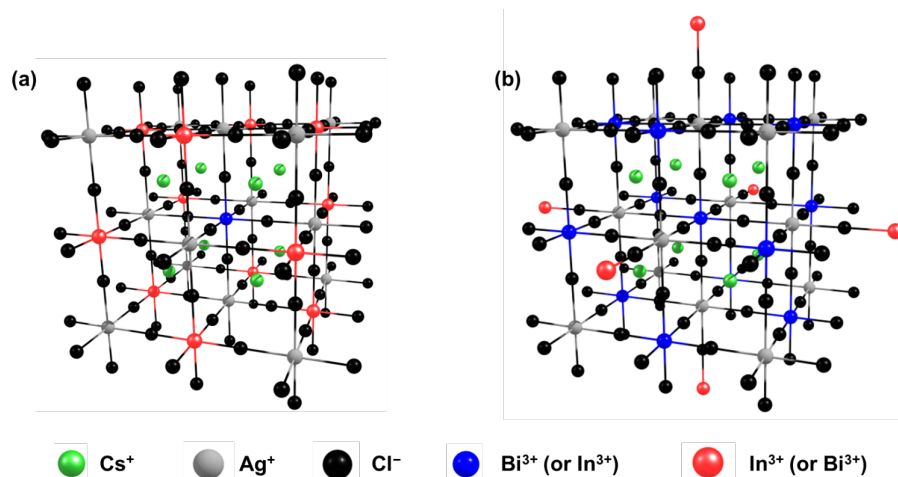 (a) (b)
Cs⁺ Ag⁺ Cl⁻ Bi³⁺ (or In³⁺) In³⁺ (or Bi³⁺)